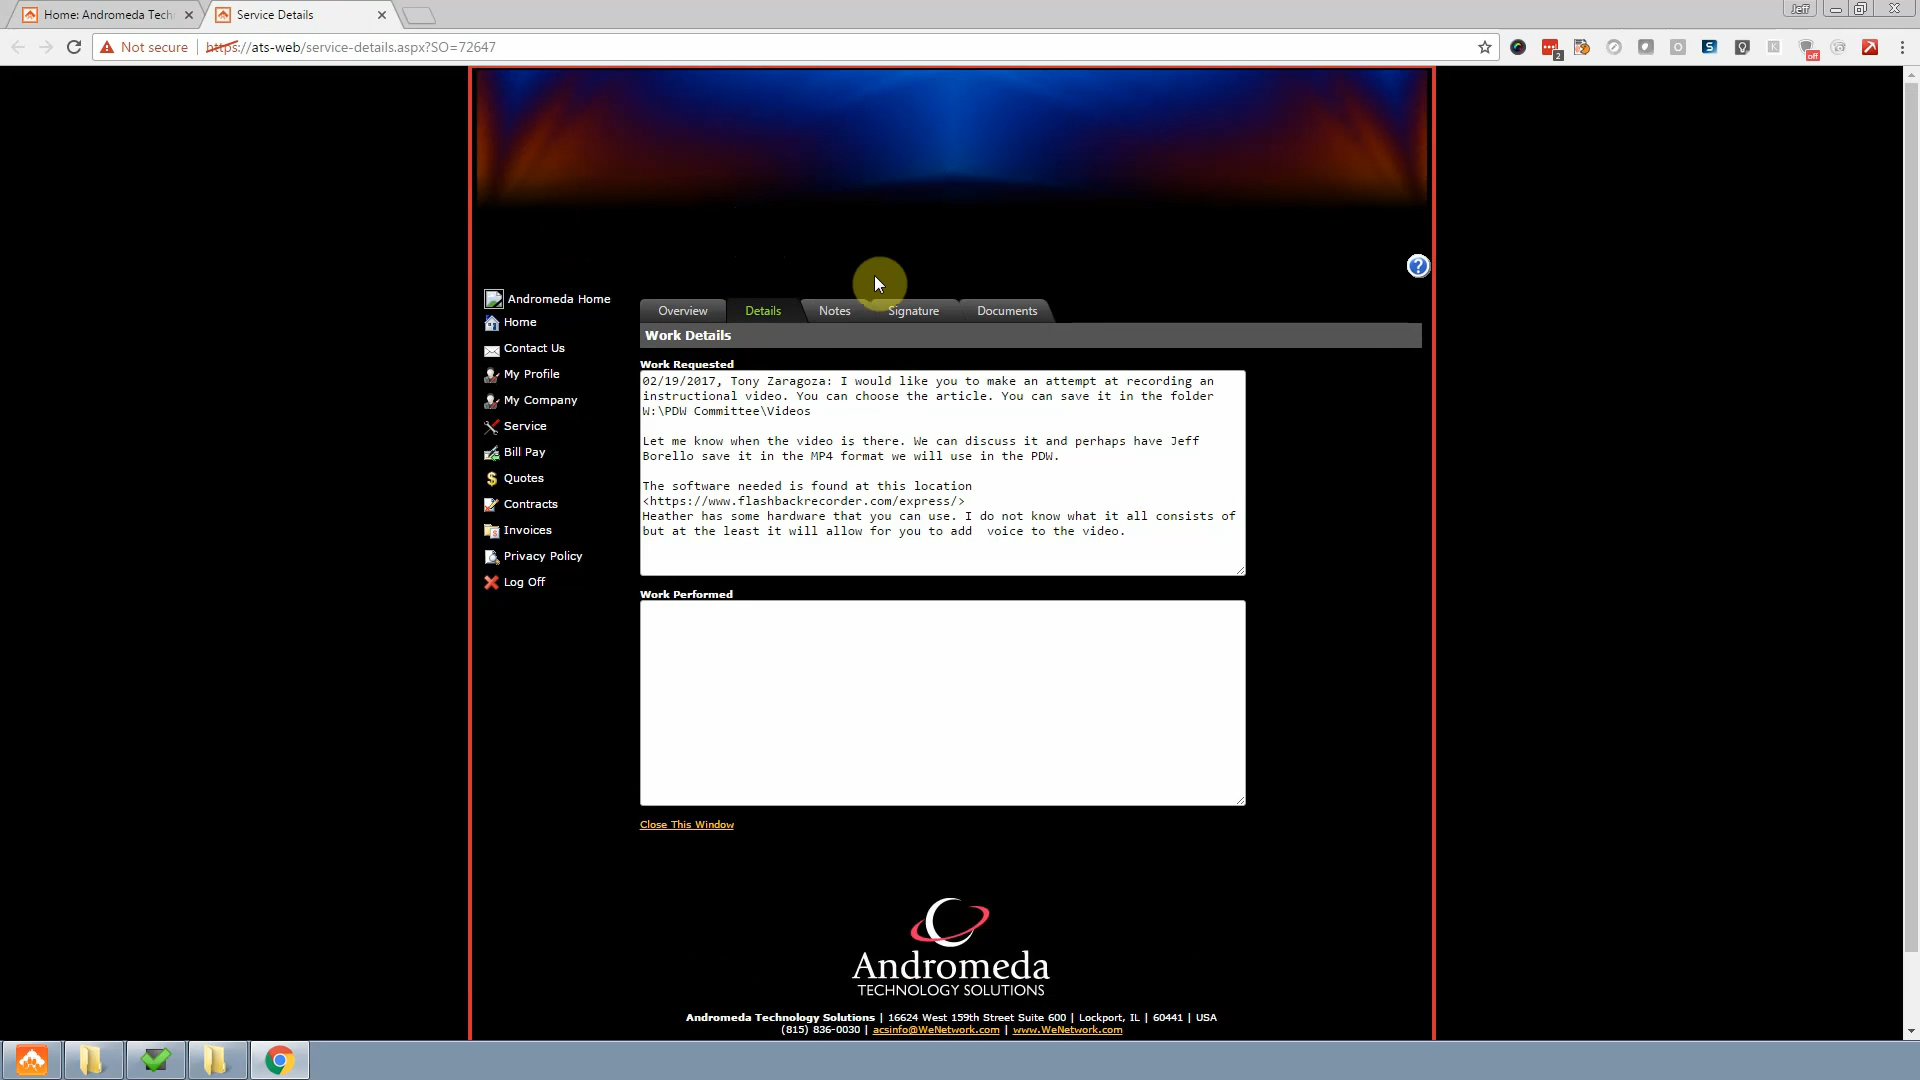 Home: Andromeda Tech
Service Details
Jeff
Not secure
https://ats-web/service-details.aspx?SO=72647
2
off
Andromeda Home
Home
Contact Us
My Profile
My Company
Service
Bill Pay
Quotes
Contracts
Invoices
Privacy Policy
Log Off
Overview
Details
Notes
Signature
Documents
Work Details
Work Requested
02/19/2017, Tony Zaragoza: I would like you to make an attempt at recording an
instructional video. You can choose the article. You can save it in the folder
W:\PDW Committee\Videos
Let me know when the video is there. We can discuss it and perhaps have Jeff
Borello save it in the MP4 format we will use in the PDW.
The software needed is found at this location
<https://www.flashbackrecorder.com/express/>
Heather has some hardware that you can use. I do not know what it all consists of
but at the least it will allow for you to add  voice to the video.
Work Performed
Close This Window
Andromeda
TECHNOLOGY SOLUTIONS
Andromeda Technology Solutions | 16624 West 159th Street Suite 600 | Lockport, IL | 60441 | USA
(815) 836-0030 | acsinfo@WeNetwork.com | www.WeNetwork.com